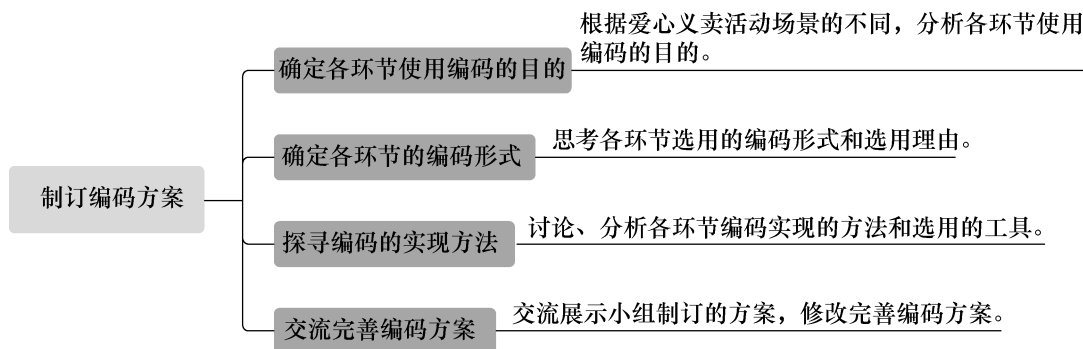 根据爱心义卖活动场景的不同，分析各环节使用
编码的目的。
确定各环节使用编码的目的
思考各环节选用的编码形式和选用理由。
确定各环节的编码形式
制订编码方案
讨论、分析各环节编码实现的方法和选用的工具。
探寻编码的实现方法
交流展示小组制订的方案，修改完善编码方案。
交流完善编码方案